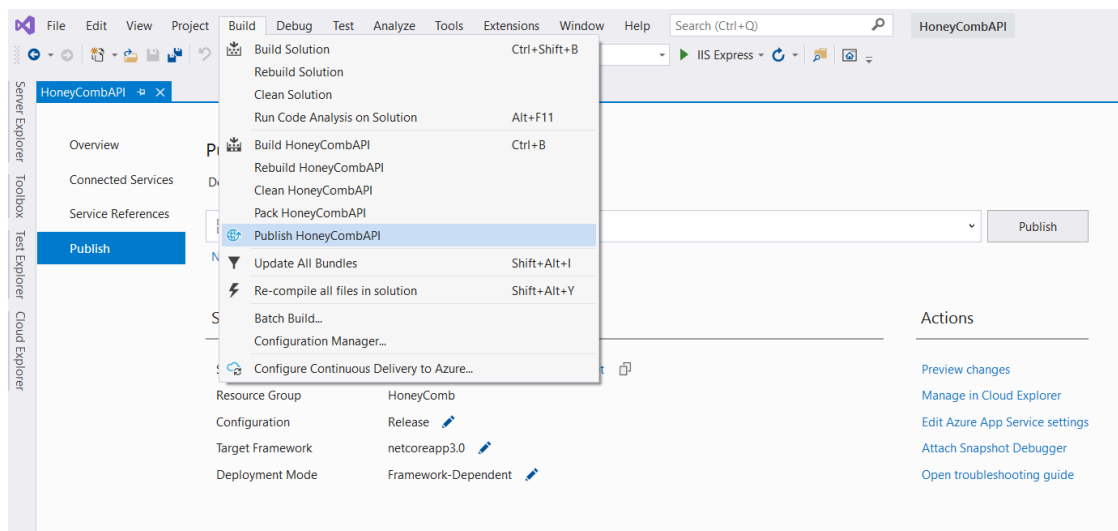 File Edit View Project Build Debug Test Analyze Tools Extensions Window Help Search (Ctrl+Q) HoneyCombAPI
IIS Express
Server Explorer
Toolbox
Test Explorer
Cloud Explorer
HoneyCombAPI
Overview
Connected Services
Service References
Publish
Build Solution Ctrl+Shift+B
Rebuild Solution
Clean Solution
Run Code Analysis on Solution Alt+F11
Build HoneyCombAPI Ctrl+B
Rebuild HoneyCombAPI
Clean HoneyCombAPI
Pack HoneyCombAPI
Publish HoneyCombAPI
Update All Bundles Shift+Alt+I
Re-compile all files in solution Shift+Alt+Y
Batch Build...
Configuration Manager...
Configure Continuous Delivery to Azure...
Publish
Resource Group HoneyComb
Configuration Release
Target Framework netcoreapp3.0
Deployment Mode Framework-Dependent
Actions
Preview changes
Manage in Cloud Explorer
Edit Azure App Service settings
Attach Snapshot Debugger
Open troubleshooting guide